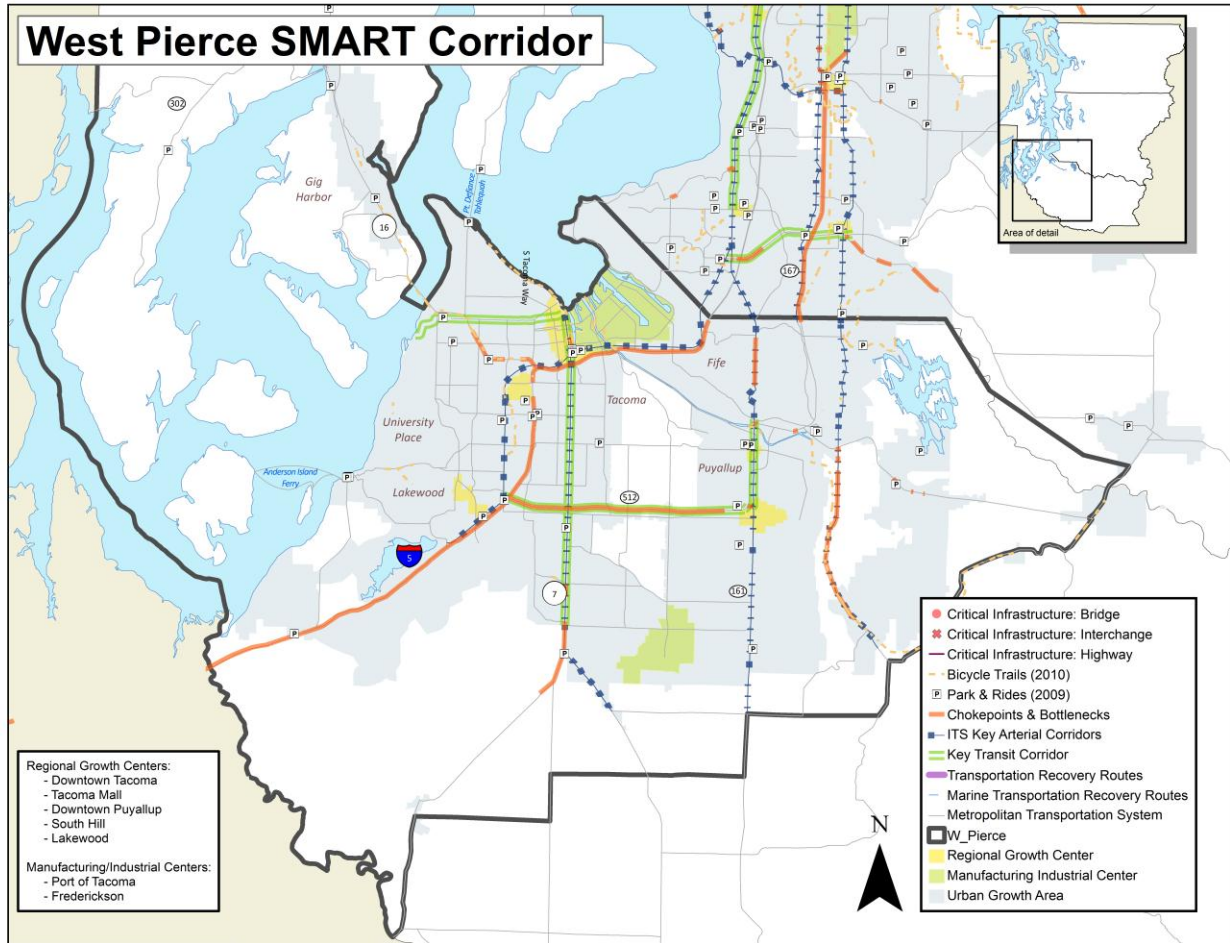 West Pierce SMART Corridor
302
Gig
Harbor
16
Pt. Defiance -
Tahlequah
S Tacoma Way
167
Area of detail
Fife
Tacoma
University
Place
Puyallup
Anderson Island
Ferry
Lakewood
512
5
7
161
Regional Growth Centers:
- Downtown Tacoma
- Tacoma Mall
- Downtown Puyallup
- South Hill
- Lakewood
Manufacturing/Industrial Centers:
- Port of Tacoma
- Frederickson
N
Critical Infrastructure: Bridge
Critical Infrastructure: Interchange
Critical Infrastructure: Highway
Bicycle Trails (2010)
P Park & Rides (2009)
Chokepoints & Bottlenecks
ITS Key Arterial Corridors
Key Transit Corridor
Transportation Recovery Routes
Marine Transportation Recovery Routes
Metropolitan Transportation System
W_Pierce
Regional Growth Center
Manufacturing Industrial Center
Urban Growth Area